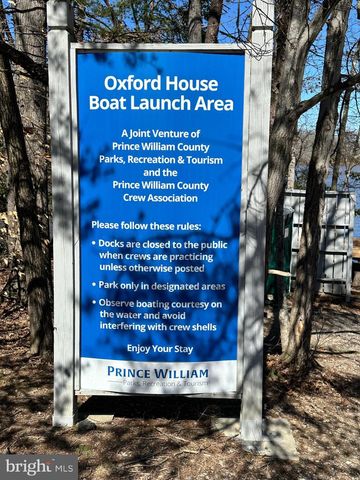 Oxford House
Boat Launch Area
A Joint Venture of
Prince William County
Parks, Recreation & Tourism
and the
Prince William County
Crew Association
Please follow these rules:
• Docks are closed to the public
when crews are practicing
unless otherwise posted
• Park only in designated areas
• Observe boating courtesy on
the water and avoid
interfering with crew shells
Enjoy Your Stay
PRINCE WILLIAM
Parks, Recreation & Tourism
bright MLS